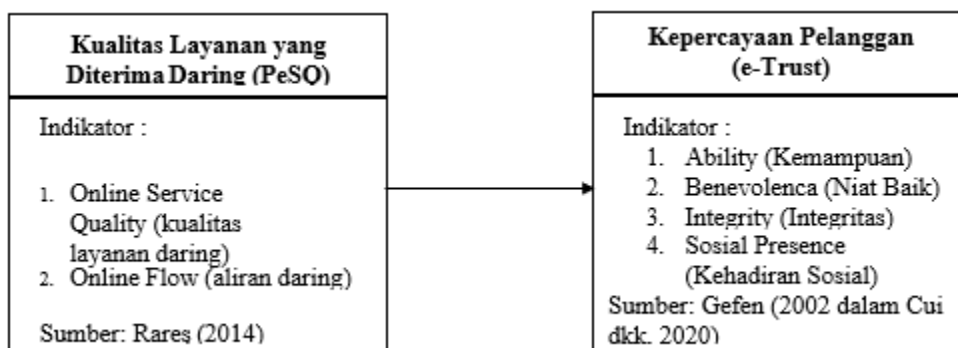 Kualitas Layanan yang
Diterima Daring (PeSQ)
Indikator :
1. Online Service
Quality (kualitas
layanan daring)
2. Online Flow (aliran daring)
Sumber: Rares (2014)
Kepercayaan Pelanggan
(e-Trust)
Indikator :
1. Ability (Kemampuan)
2. Benevolenca (Niat Baik)
3. Integrity (Integritas)
4. Sosial Presence
(Kehadiran Sosial)
Sumber: Gefen (2002 dalam Cui
dkk. 2020)